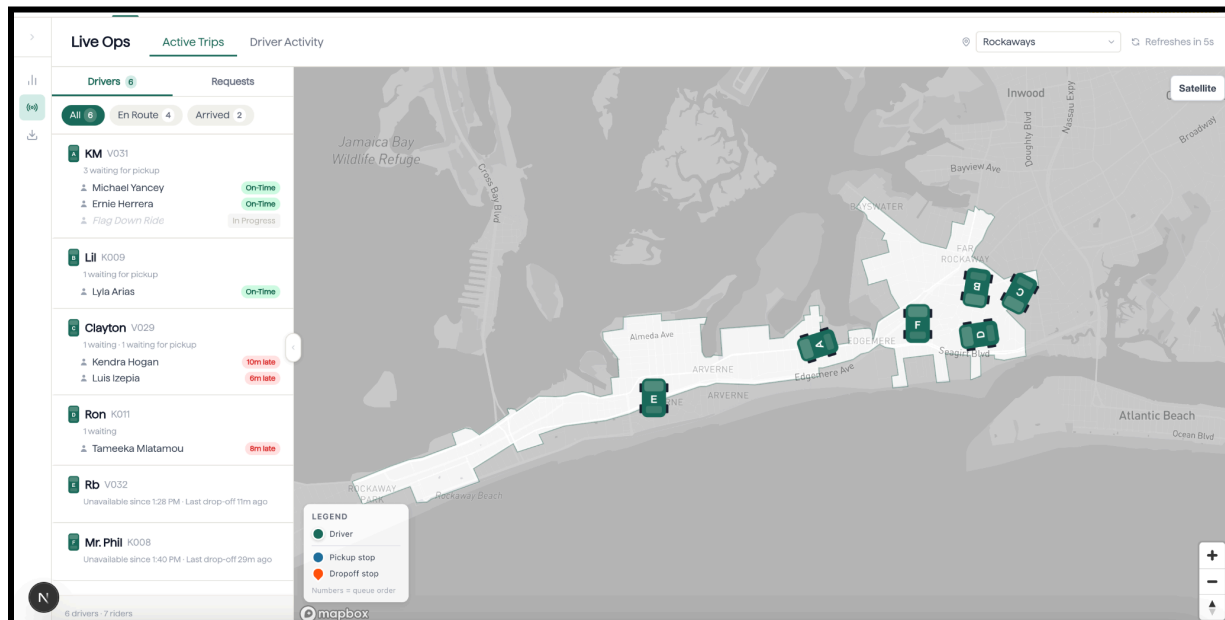 Live Ops
Active Trips
Driver Activity
Rockaways
Refreshes in 5s
Drivers 6
Requests
All 6
En Route 4
Arrived 2
A
KM V031
3 waiting for pickup
Michael Yancey On-Time
Ernie Herrera On-Time
Flag Down Ride In Progress
B
Lil K009
1 waiting for pickup
Lyla Arias On-Time
C
Clayton V029
1 waiting · 1 waiting for pickup
Kendra Hogan 10m late
Luis Izepia 6m late
D
Ron K011
1 waiting
Tameeka Mlatamou 8m late
E
Rb V032
Unavailable since 1:28 PM · Last drop-off 11m ago
F
Mr. Phil K008
Unavailable since 1:40 PM · Last drop-off 29m ago
N
6 drivers · 7 riders
Satellite
Inwood
Doughty Blvd
Nassau Expy
Broadway
Jamaica Bay
Wildlife Refuge
Cross Bay Blvd
Bayview Ave
BAYSWATER
FAR
ROCKAWAY
B
C
F
D
A
E
Almeda Ave
EDGEMERE
Seagirt Blvd
ARVERNE
Edgemere Ave
ARVERNE
Atlantic Beach
Ocean Blvd
ROCKAWAY
PARK
Rockaway Beach
LEGEND
Driver
Pickup stop
Dropoff stop
Numbers = queue order
mapbox